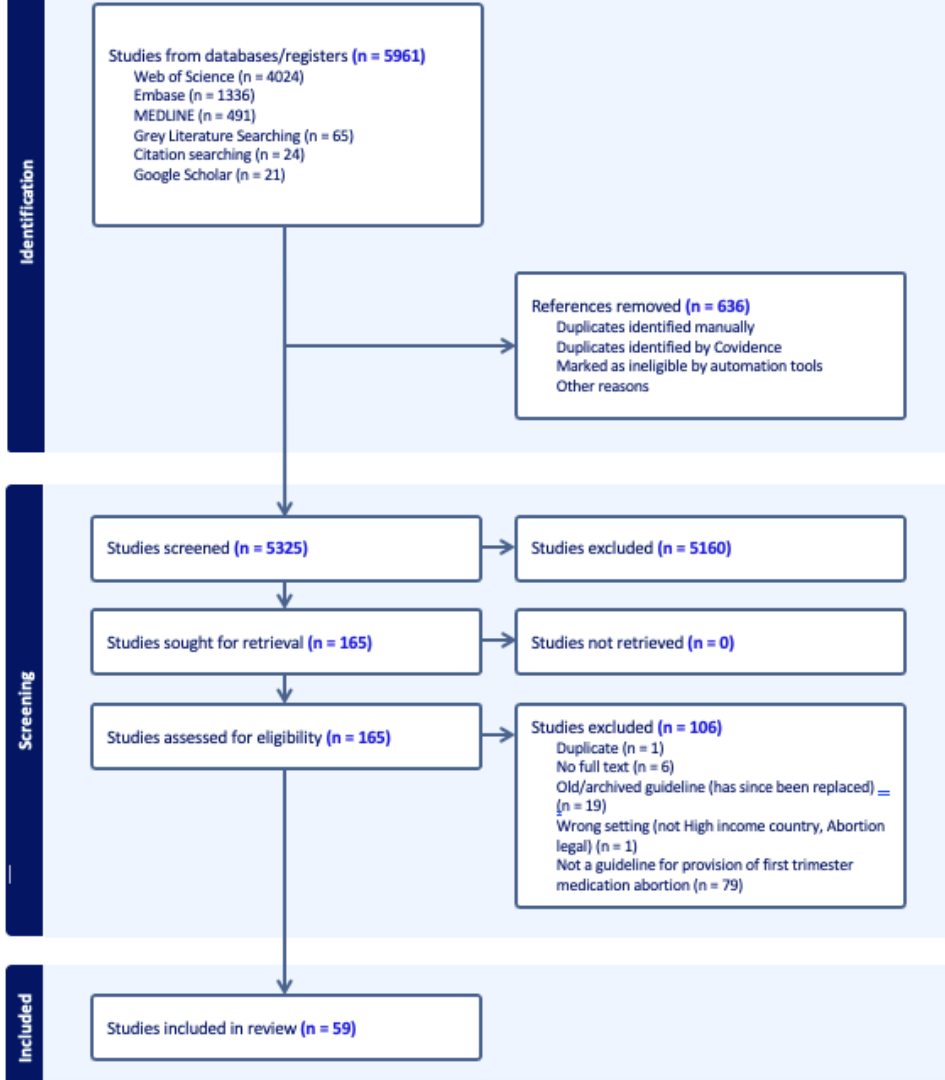 Identification
Studies from databases/registers (n = 5961)
Web of Science (n = 4024)
Embase (n = 1336)
MEDLINE (n = 491)
Grey Literature Searching (n = 65)
Citation searching (n = 24)
Google Scholar (n = 21)
References removed (n = 636)
Duplicates identified manually
Duplicates identified by Covidence
Marked as ineligible by automation tools
Other reasons
Screening
Studies screened (n = 5325)
Studies excluded (n = 5160)
Studies sought for retrieval (n = 165)
Studies not retrieved (n = 0)
Studies assessed for eligibility (n = 165)
Studies excluded (n = 106)
Duplicate (n = 1)
No full text (n = 6)
Old/archived guideline (has since been replaced)
(n = 19)
Wrong setting (not High income country, Abortion
legal) (n = 1)
Not a guideline for provision of first trimester
medication abortion (n = 79)
Included
Studies included in review (n = 59)